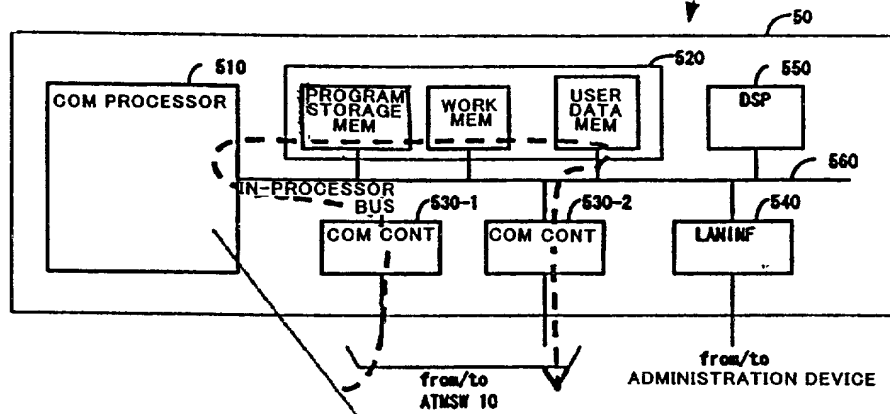 50
510
COM PROCESSOR
520
PROGRAM
STORAGE
MEM
WORK
MEM
USER
DATA
MEM
550
DSP
560
IN-PROCESSOR
BUS
530-1
COM CONT
530-2
COM CONT
540
LANINF
from/to
ATMSW 10
from/to
ADMINISTRATION DEVICE